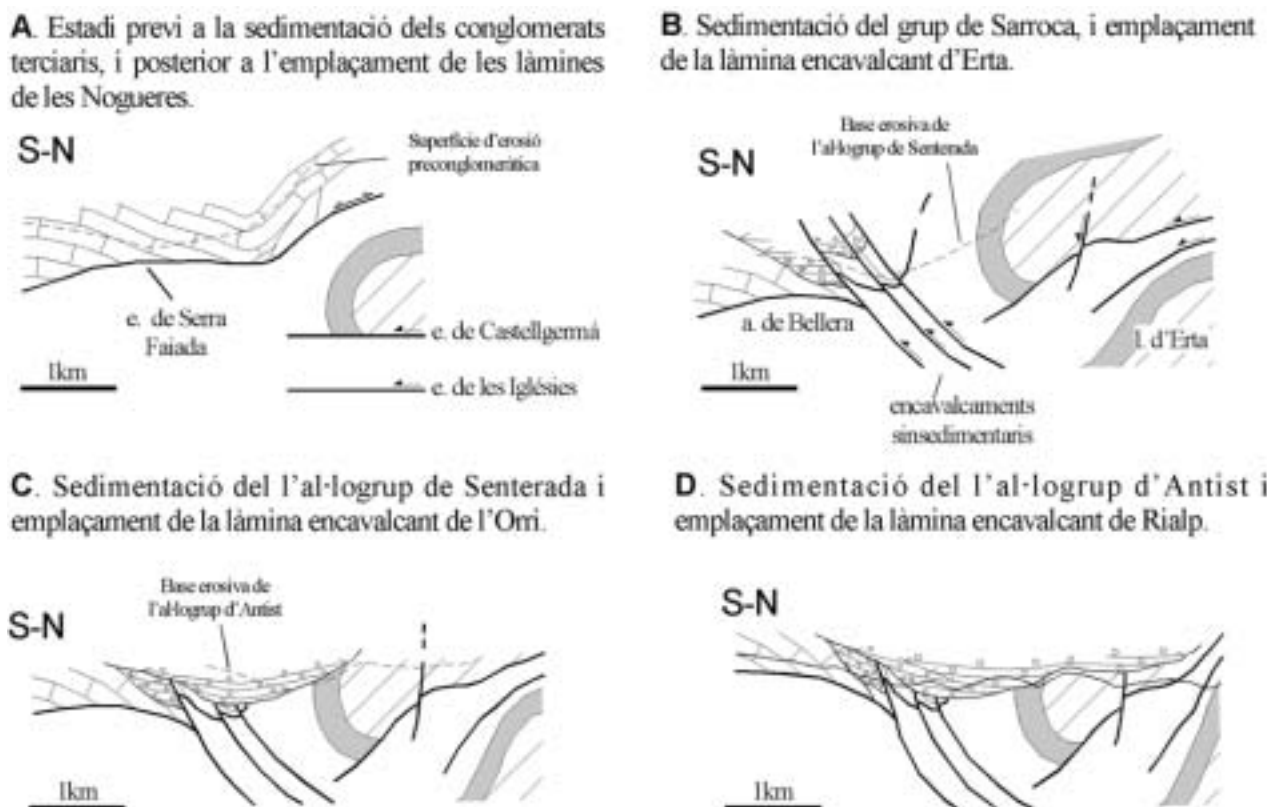 A. Estadi previ a la sedimentació dels conglomerats
terciaris, i posterior a l'emplaçament de les làmines
de les Nogueres.
S-N
Superfície d'erosió
preconglomeràtica
e. de Serra
Faiada
e. de Castellgermà
e. de les Iglésies
1km
B. Sedimentació del grup de Sarroca, i emplaçament
de la làmina encavalcant d'Erta.
S-N
Base erosiva de
l'al·logrup de Senterada
a. de Bellera
l. d'Erta
1km
encavalcaments
sinsedimentaris
C. Sedimentació del l'al·logrup de Senterada i
emplaçament de la làmina encavalcant de l'Orri.
S-N
Base erosiva de
l'al·logrup d'Antist
1km
D. Sedimentació del l'al·logrup d'Antist i
emplaçament de la làmina encavalcant de Rialp.
S-N
1km